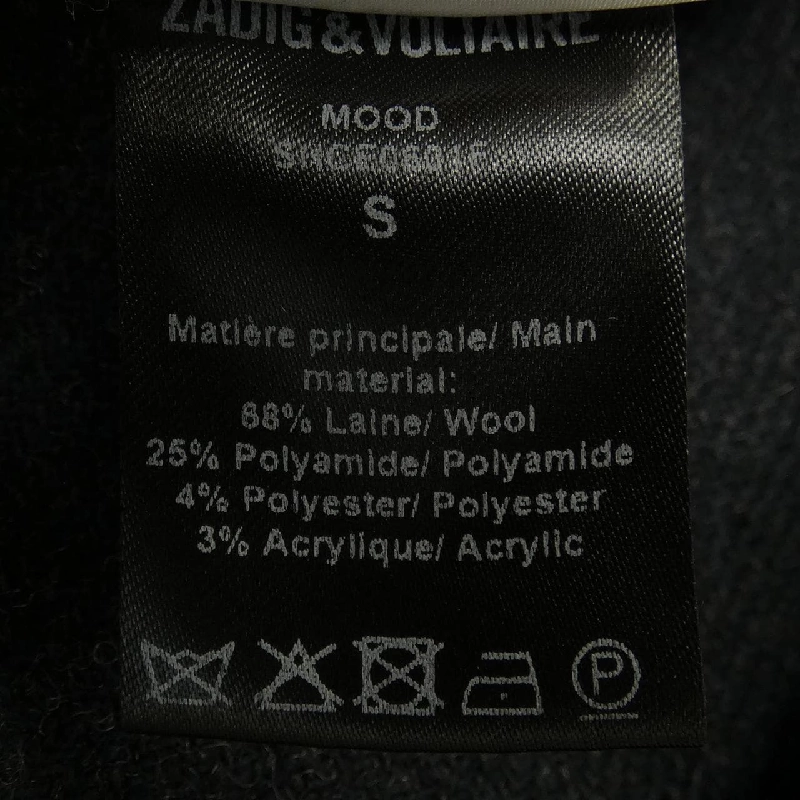 ZADIG&VOLTAIRE
MOOD
S
Matière principale/ Main
material:
68% Laine/ Wool
25% Polyamide/ Polyamide
4% Polyester/ Polyester
3% Acrylique/ Acrylic
P